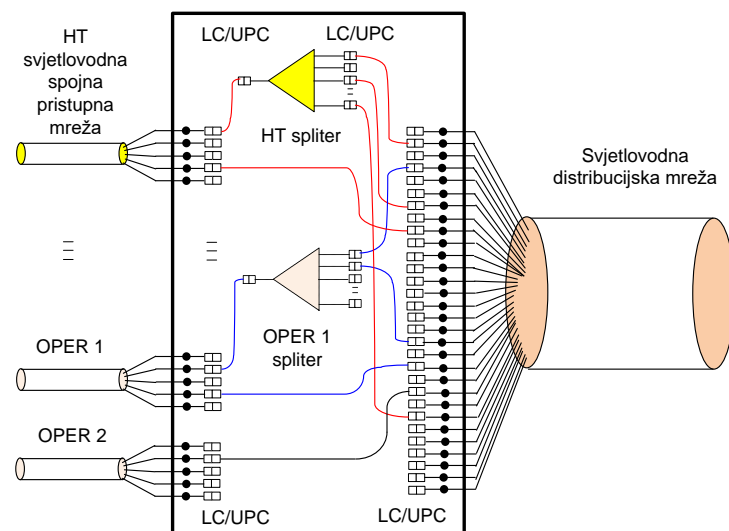 HT
svjetlovodna
spojna
pristupna
mreža
LC/UPC
LC/UPC
HT spliter
Svjetlovodna
distribucijska mreža
OPER 1
OPER 1
spliter
OPER 2
LC/UPC
LC/UPC